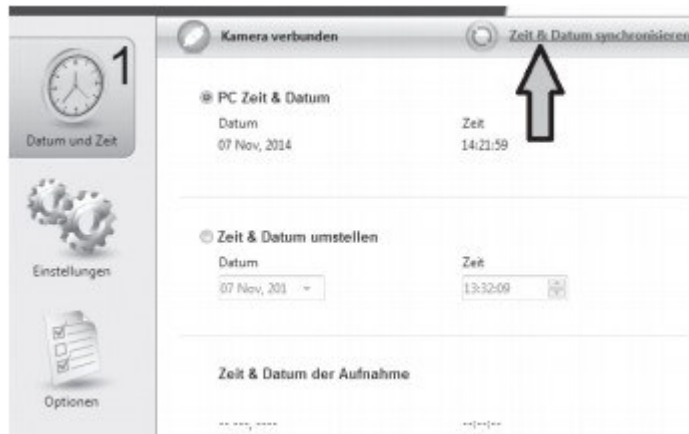 Kamera verbunden Zeit & Datum synchronisieren
1
Datum und Zeit
PC Zeit & Datum
Datum Zeit
07 Nov, 2014 14:21:59
Einstellungen
Zeit & Datum umstellen
Datum Zeit
07 Nov, 201 13:32:09
Optionen
Zeit & Datum der Aufnahme
-- ---, ---- --:--:--